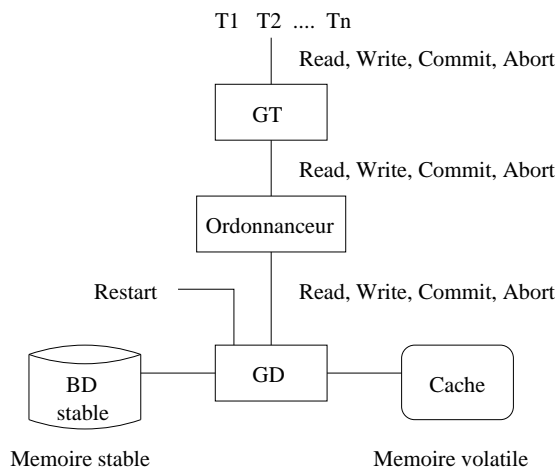 T1 T2 .... Tn
Read, Write, Commit, Abort
GT
Read, Write, Commit, Abort
Ordonnanceur
Restart
Read, Write, Commit, Abort
BD
stable
GD
Cache
Memoire stable
Memoire volatile